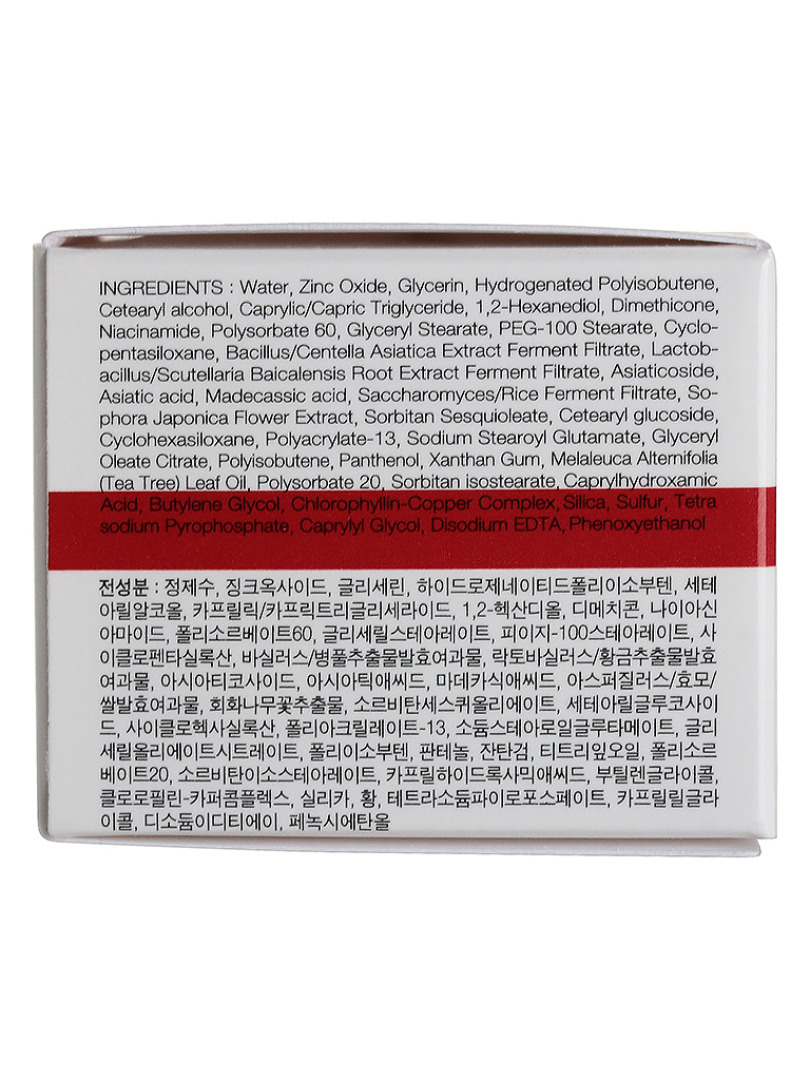 INGREDIENTS : Water, Zinc Oxide, Glycerin, Hydrogenated Polyisobutene,
Cetearyl alcohol, Caprylic/Capric Triglyceride, 1,2-Hexanediol, Dimethicone,
Niacinamide, Polysorbate 60, Glyceryl Stearate, PEG-100 Stearate, Cyclo-
pentasiloxane, Bacillus/Centella Asiatica Extract Ferment Filtrate, Lactob-
acillus/Scutellaria Baicalensis Root Extract Ferment Filtrate, Asiaticoside,
Asiatic acid, Madecassic acid, Saccharomyces/Rice Ferment Filtrate, So-
phora Japonica Flower Extract, Sorbitan Sesquioleate, Cetearyl glucoside,
Cyclohexasiloxane, Polyacrylate-13, Sodium Stearoyl Glutamate, Glyceryl
Oleate Citrate, Polyisobutene, Panthenol, Xanthan Gum, Melaleuca Alternifolia
(Tea Tree) Leaf Oil, Polysorbate 20, Sorbitan isostearate, Caprylhydroxamic
Acid, Butylene Glycol, Chlorophyllin-Copper Complex, Silica, Sulfur, Tetra
sodium Pyrophosphate, Caprylyl Glycol, Disodium EDTA, Phenoxyethanol
전성분 : 정제수, 징크옥사이드, 글리세린, 하이드로제네이티드폴리이소부텐, 세테
아릴알코올, 카프릴릭/카프릭트리글리세라이드, 1,2-헥산디올, 디메치콘, 나이아신
아마이드, 폴리소르베이트60, 글리세릴스테아레이트, 피이지-100스테아레이트, 사
이클로펜타실록산, 바실러스/병풀추출물발효여과물, 락토바실러스/황금추출물발효
여과물, 아시아티코사이드, 아시아틱애씨드, 마데카식애씨드, 아스퍼질러스/효모/
쌀발효여과물, 회화나무꽃추출물, 소르비탄세스퀴올리에이트, 세테아릴글루코사이
드, 사이클로헥사실록산, 폴리아크릴레이트-13, 소듐스테아로일글루타메이트, 글리
세릴올리에이트시트레이트, 폴리이소부텐, 판테놀, 잔탄검, 티트리잎오일, 폴리소르
베이트20, 소르비탄이소스테아레이트, 카프릴하이드록사믹애씨드, 부틸렌글라이콜,
클로로필린-카퍼콤플렉스, 실리카, 황, 테트라소듐파이로포스페이트, 카프릴릴글라
이콜, 디소듐이디티에이, 페녹시에탄올